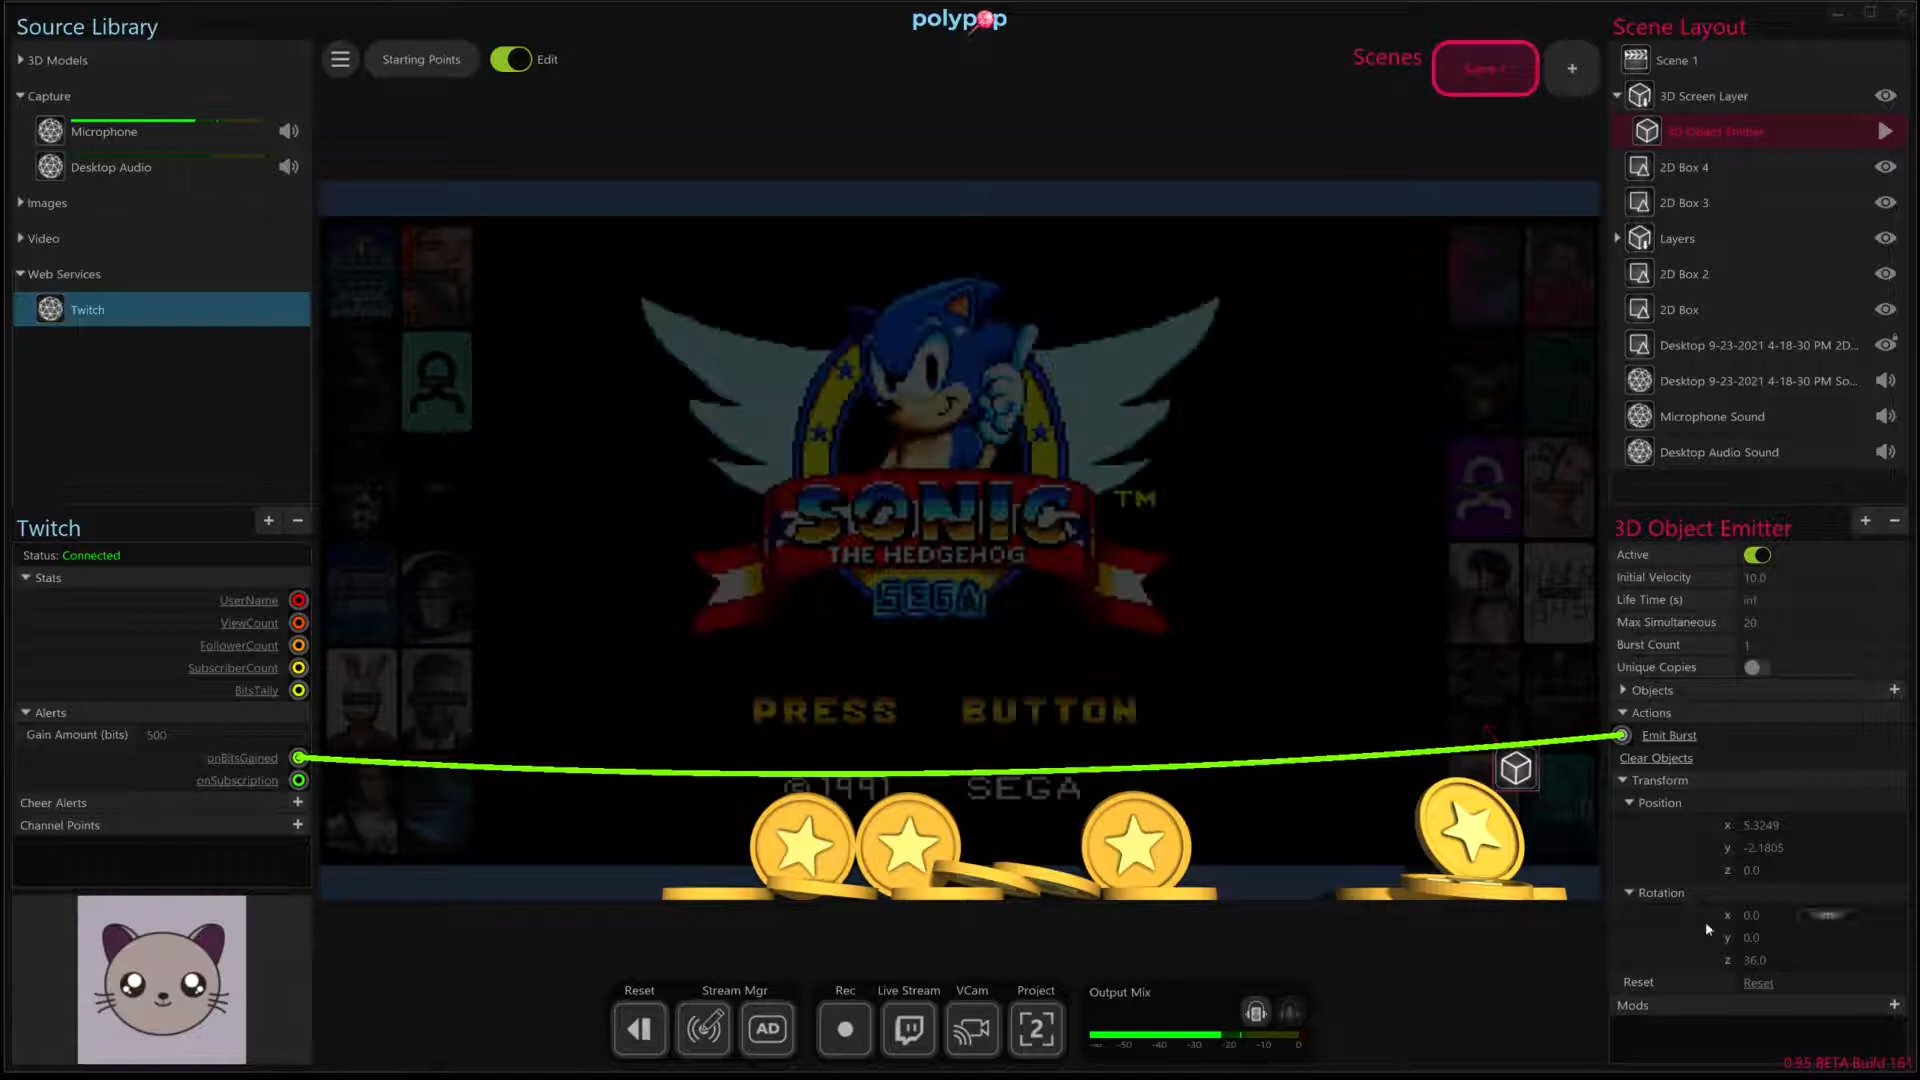 Source Library
3D Models
Capture
Microphone
Desktop Audio
Images
Video
Web Services
Twitch
polypop
Starting Points
Edit
Scenes
+
Scene Layout
Scene 1
3D Screen Layer
3D Object Emitter
2D Box 4
2D Box 3
Layers
2D Box 2
2D Box
Desktop 9-23-2021 4-18-30 PM 2D...
Desktop 9-23-2021 4-18-30 PM So...
Microphone Sound
Desktop Audio Sound
SONIC
TM
THE HEDGEHOG
SEGA
PRESS BUTTON
©1991 SEGA
Twitch
+ −
Status: Connected
Stats
UserName
ViewCount
FollowerCount
SubscriberCount
BitsTally
Alerts
Gain Amount (bits) 500
onBitsGained
onSubscription
Cheer Alerts +
Channel Points +
3D Object Emitter
+ −
Active
Initial Velocity 10.0
Life Time (s) inf
Max Simultaneous 20
Burst Count 1
Unique Copies
Objects +
Actions
Emit Burst
Clear Objects
Transform
Position
x 5.3249
y -2.1805
z 0.0
Rotation
x 0.0
y 0.0
z 36.0
Reset Reset
Mods +
Reset
Stream Mgr
AD
Rec
Live Stream
VCam
Project
2
Output Mix
-∞ -50 -40 -30 -20 -10 0
0.95 BETA Build 161